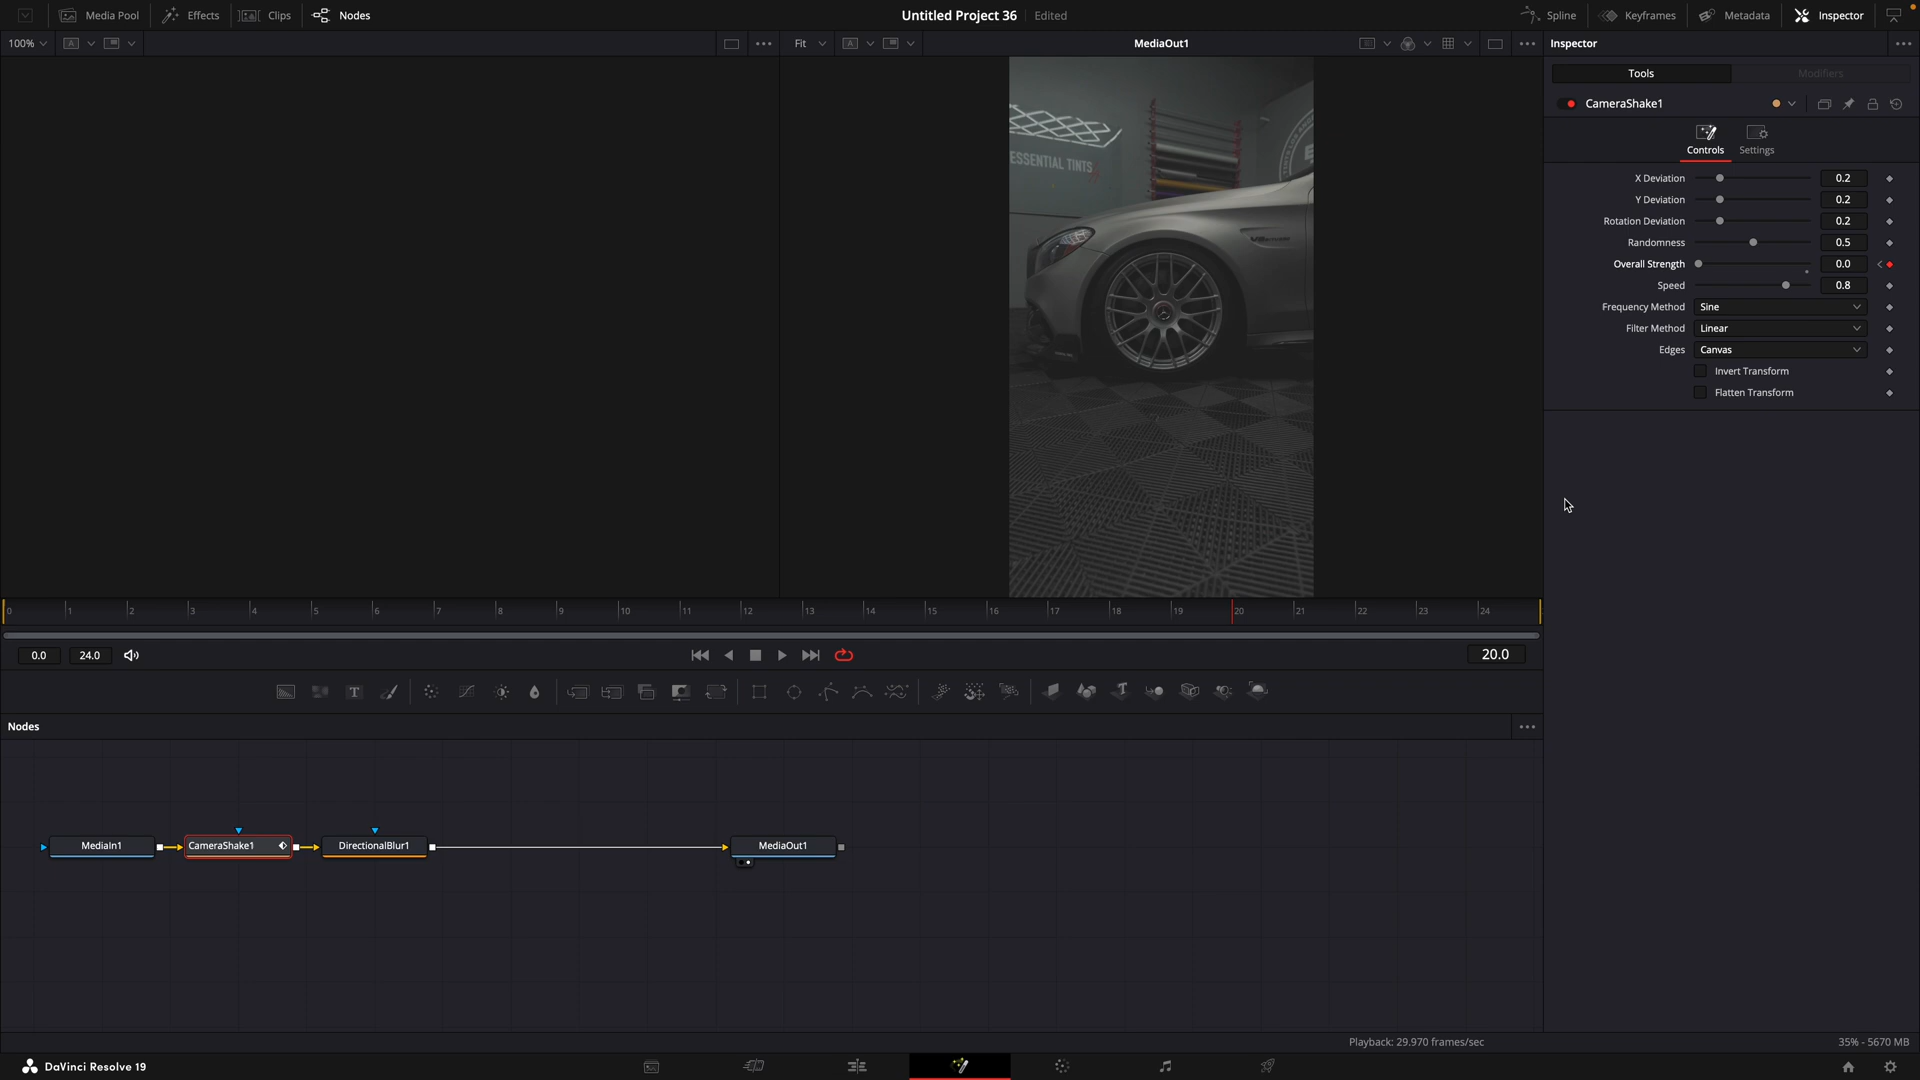 Media Pool Effects Clips Nodes Untitled Project 36 Edited Spline Keyframes Metadata Inspector
100% Fit MediaOut1 Inspector
Tools Modifiers
CameraShake1
Controls Settings
X Deviation 0.2
Y Deviation 0.2
Rotation Deviation 0.2
Randomness 0.5
Overall Strength 0.0
Speed 0.8
Frequency Method Sine
Filter Method Linear
Edges Canvas
Invert Transform
Flatten Transform
ESSENTIAL TINTS
0 1 2 3 4 5 6 7 8 9 10 11 12 13 14 15 16 17 18 19 20 21 22 23 24
0.0 24.0 20.0
Nodes
MediaIn1 CameraShake1 DirectionalBlur1 MediaOut1
Playback: 29.970 frames/sec 35% - 5670 MB
DaVinci Resolve 19